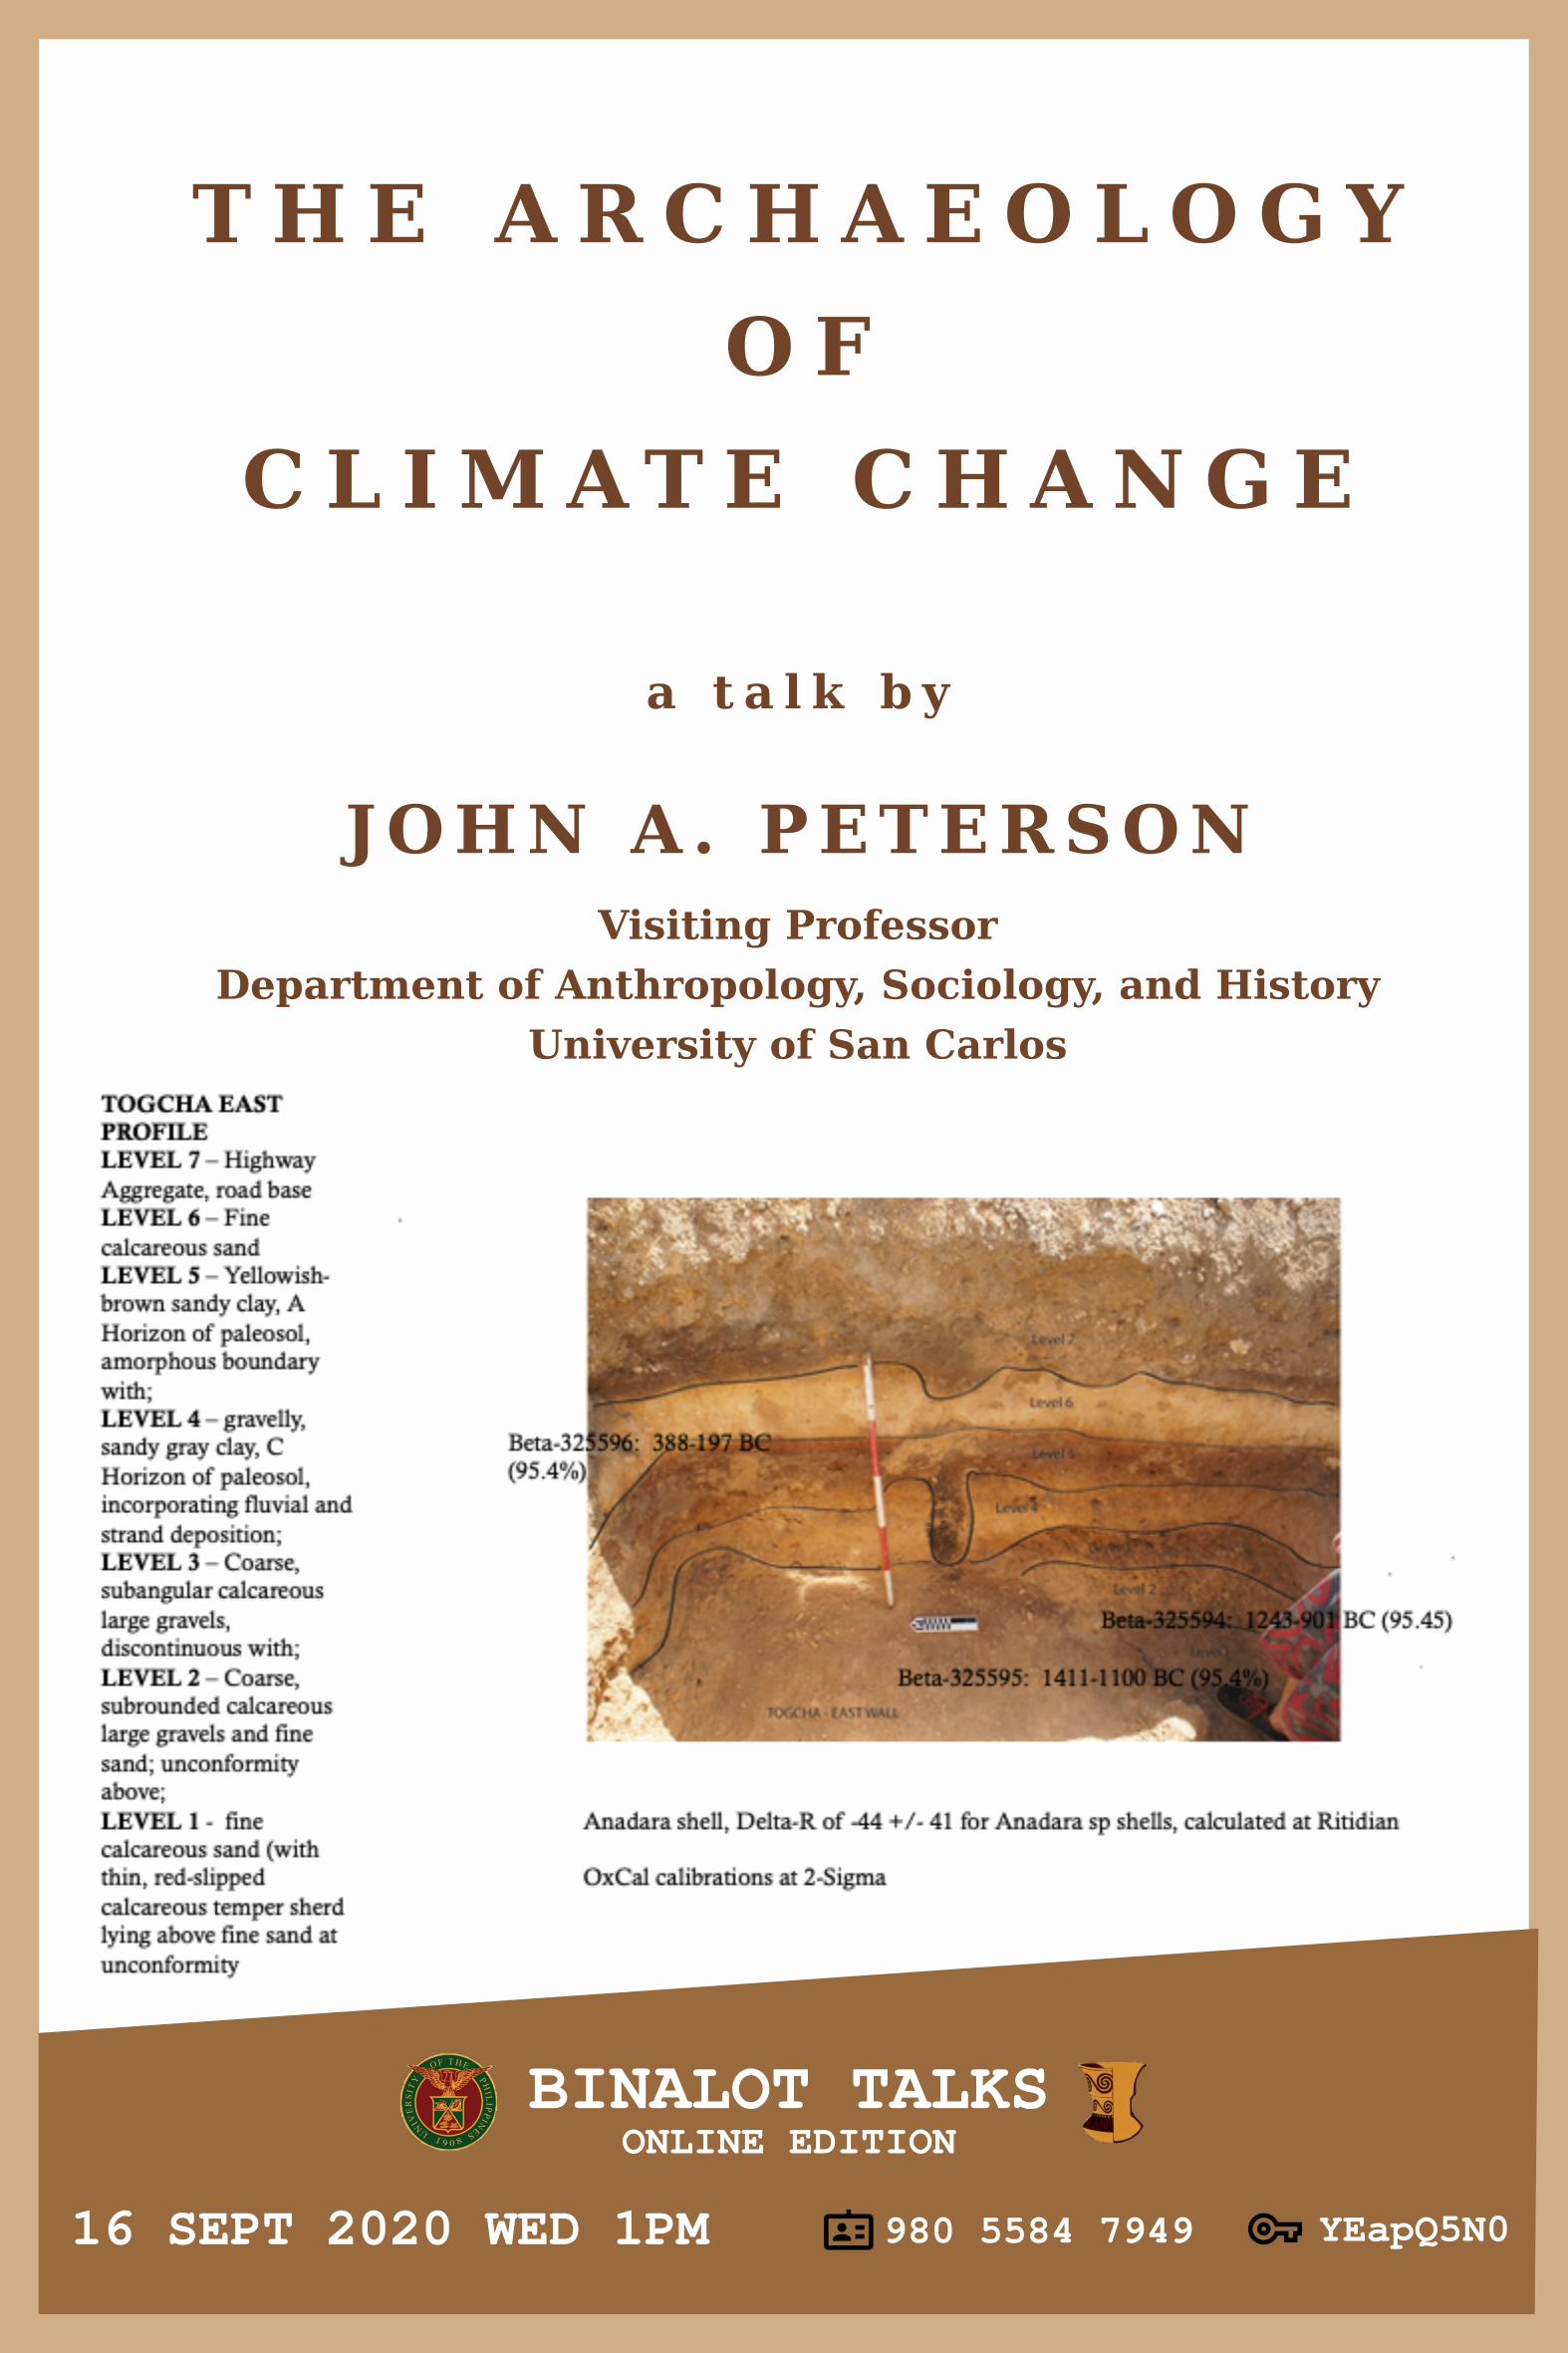 THE ARCHAEOLOGY
OF
CLIMATE CHANGE
a talk by
JOHN A. PETERSON
Visiting Professor
Department of Anthropology, Sociology, and History
University of San Carlos
TOGCHA EAST
PROFILE
LEVEL 7 – Highway
Aggregate, road base
LEVEL 6 – Fine
calcareous sand
LEVEL 5 – Yellowish-
brown sandy clay, A
Horizon of paleosol,
amorphous boundary
with;
LEVEL 4 – gravelly,
sandy gray clay, C
Horizon of paleosol,
incorporating fluvial and
strand deposition;
LEVEL 3 – Coarse,
subangular calcareous
large gravels,
discontinuous with;
LEVEL 2 – Coarse,
subrounded calcareous
large gravels and fine
sand; unconformity
above;
LEVEL 1 - fine
calcareous sand (with
thin, red-slipped
calcareous temper sherd
lying above fine sand at
unconformity
Level 7
Level 6
Beta-325596: 388-197 BC
(95.4%)
Level 5
Level 4
Level 2
Beta-325594: 1243-901 BC (95.45)
Beta-325595: 1411-1100 BC (95.4%)
TOGCHA - EAST WALL
Anadara shell, Delta-R of -44 +/- 41 for Anadara sp shells, calculated at Ritidian
OxCal calibrations at 2-Sigma
UNIVERSITY OF THE PHILIPPINES
1908
BINALOT TALKS
ONLINE EDITION
16 SEPT 2020 WED 1PM
980 5584 7949
YEapQ5N0